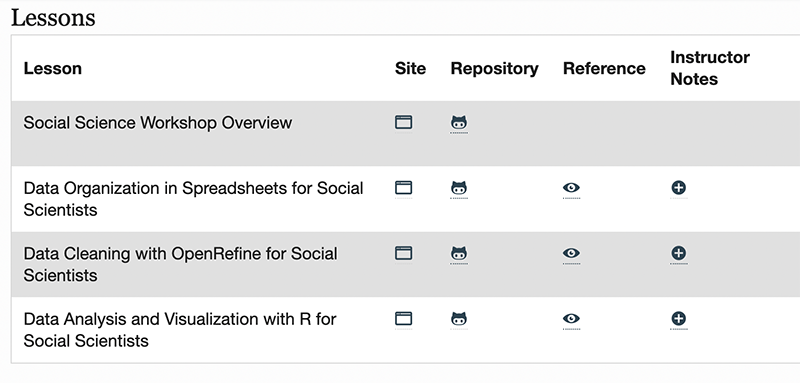 Lessons
Lesson Site Repository Reference Instructor
Notes
Social Science Workshop Overview
Data Organization in Spreadsheets for Social
Scientists
Data Cleaning with OpenRefine for Social
Scientists
Data Analysis and Visualization with R for
Social Scientists